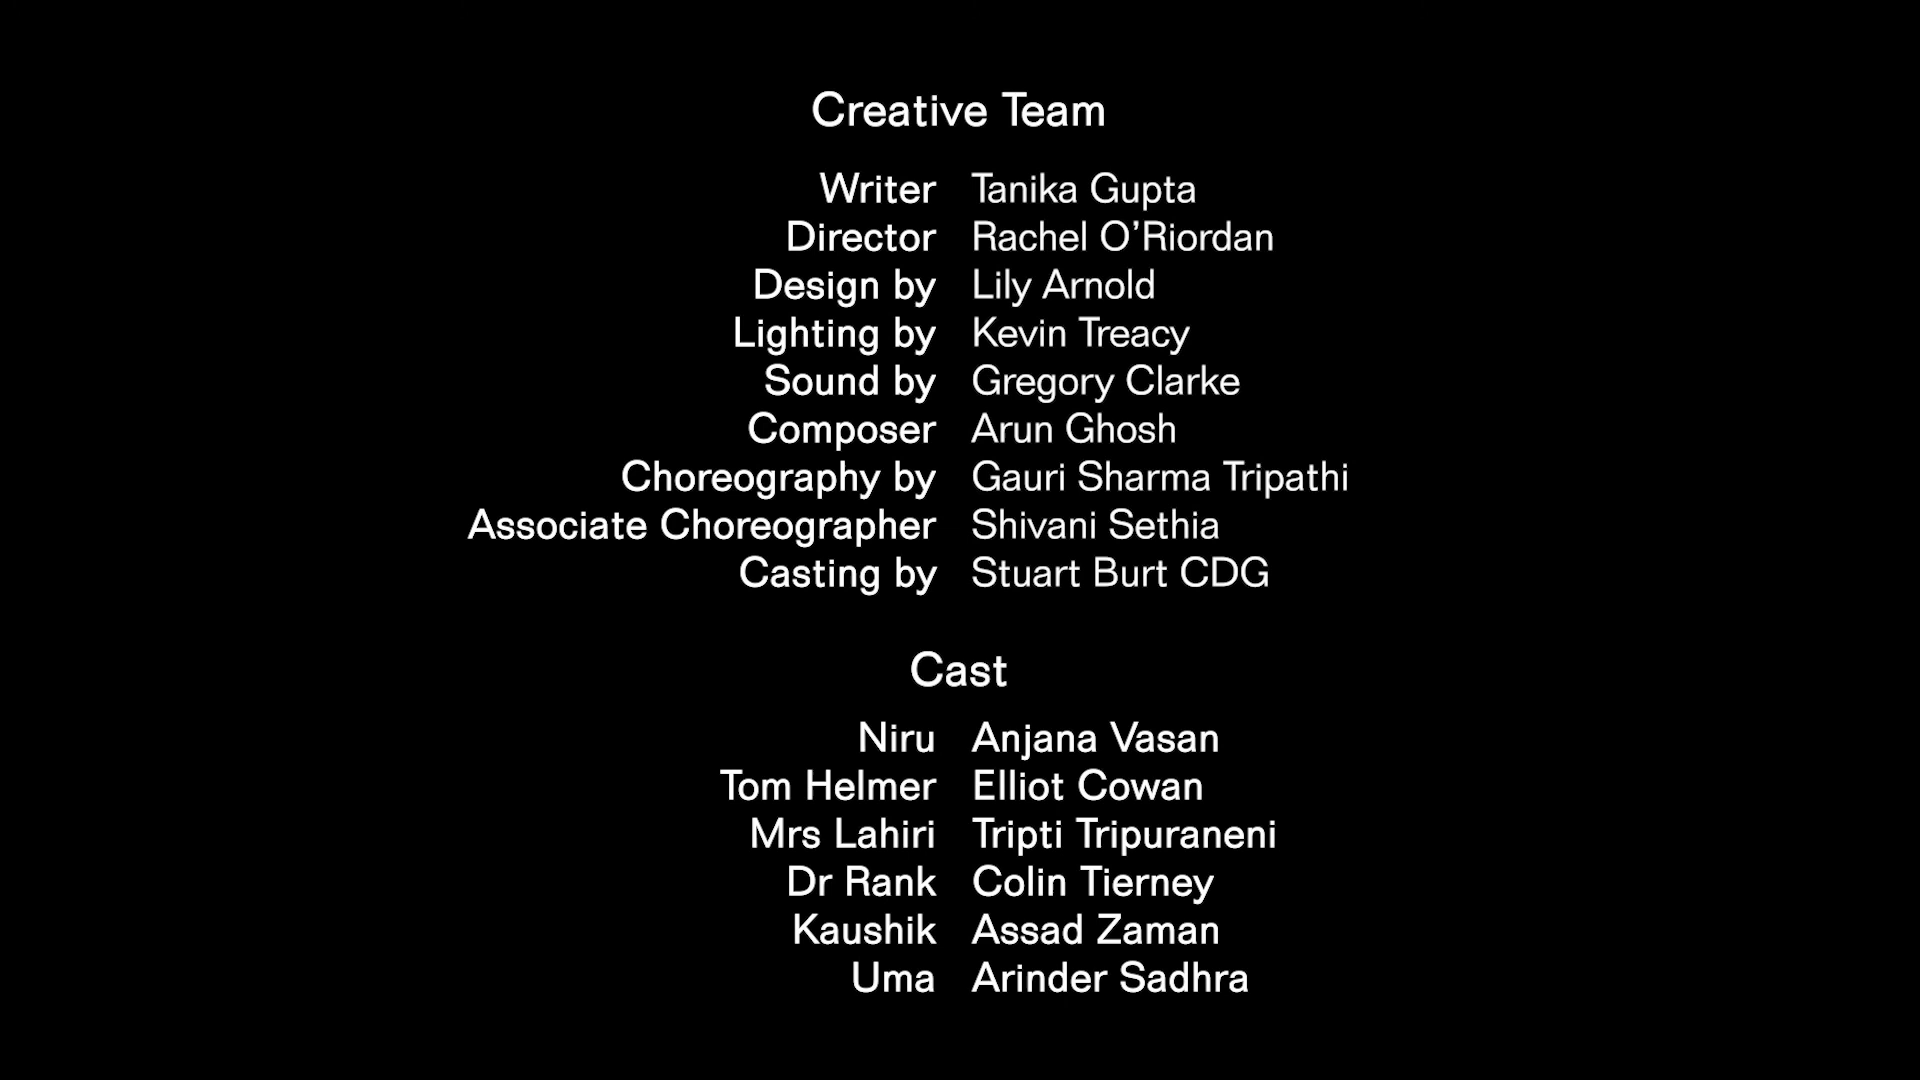 Creative Team
Writer Tanika Gupta
Director Rachel O’Riordan
Design by Lily Arnold
Lighting by Kevin Treacy
Sound by Gregory Clarke
Composer Arun Ghosh
Choreography by Gauri Sharma Tripathi
Associate Choreographer Shivani Sethia
Casting by Stuart Burt CDG
Cast
Niru Anjana Vasan
Tom Helmer Elliot Cowan
Mrs Lahiri Tripti Tripuraneni
Dr Rank Colin Tierney
Kaushik Assad Zaman
Uma Arinder Sadhra